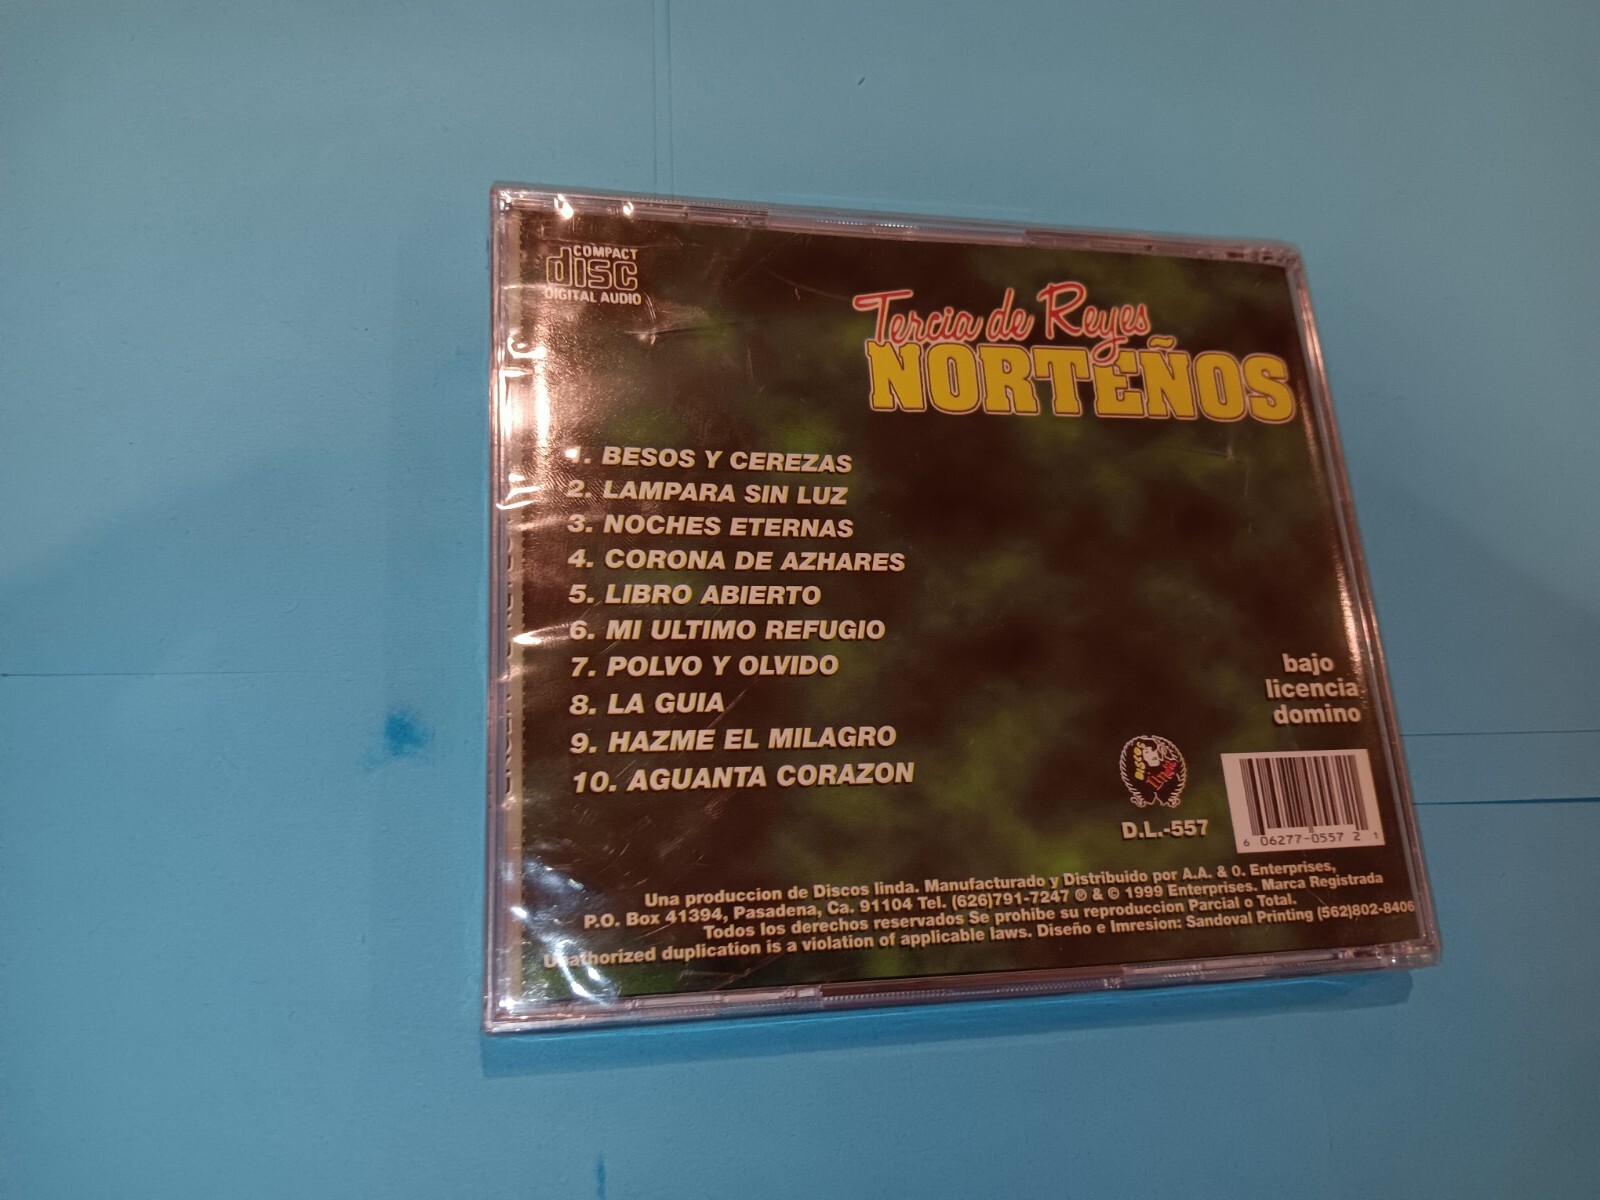 COMPACT
disc
DIGITAL AUDIO
Tercia de Reyes
NORTEÑOS
1. BESOS Y CEREZAS
2. LAMPARA SIN LUZ
3. NOCHES ETERNAS
4. CORONA DE AZHARES
5. LIBRO ABIERTO
6. MI ULTIMO REFUGIO
7. POLVO Y OLVIDO
8. LA GUIA
9. HAZME EL MILAGRO
10. AGUANTA CORAZON
bajo
licencia
domino
DISCOS
Linda
D.L.-557
6 06277-0557 2 1
Una produccion de Discos linda. Manufacturado y Distribuido por A.A. & O. Enterprises,
P.O. Box 41394, Pasadena, Ca. 91104 Tel. (626)791-7247 ℗ & © 1999 Enterprises. Marca Registrada
Todos los derechos reservados Se prohibe su reproduccion Parcial o Total.
Unathorized duplication is a violation of applicable laws. Diseño e Imresion: Sandoval Printing (562)802-8406